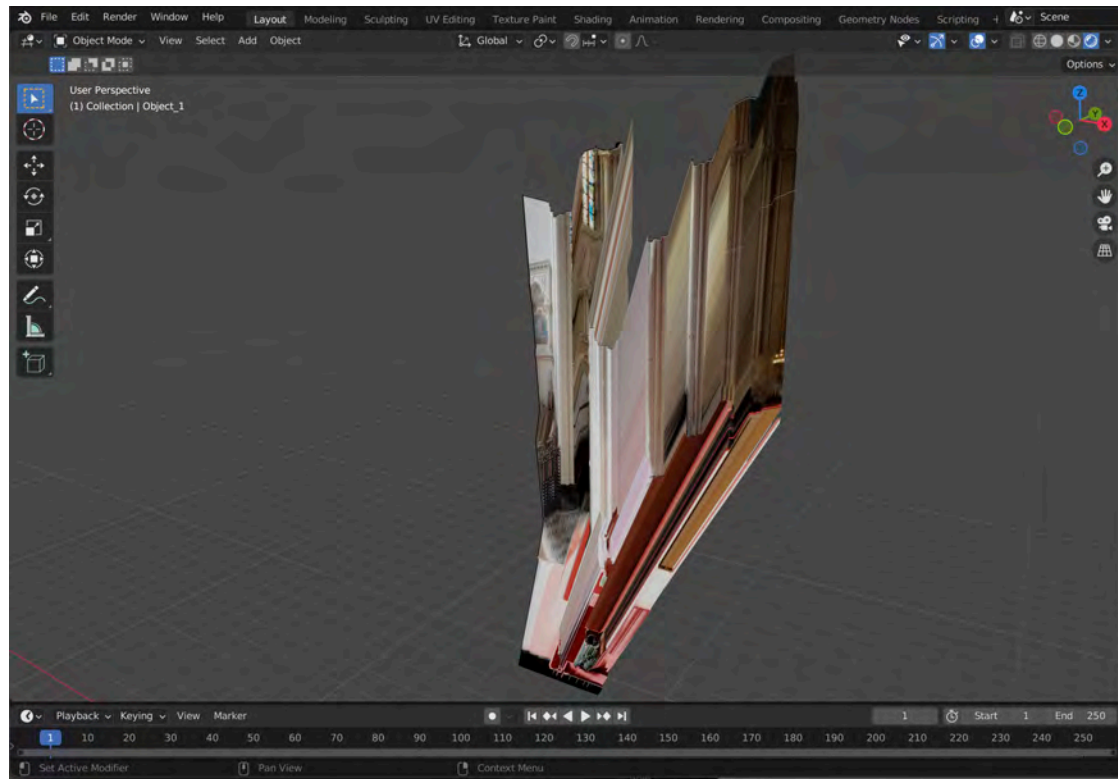 File Edit Render Window Help Layout Modeling Sculpting UV Editing Texture Paint Shading Animation Rendering Compositing Geometry Nodes Scripting Scene
Object Mode View Select Add Object Global
Options
User Perspective
(1) Collection | Object_1
Z
Y
X
Playback Keying View Marker 1 Start 1 End 250
1 10 20 30 40 50 60 70 80 90 100 110 120 130 140 150 160 170 180 190 200 210 220 230 240 250
Set Active Modifier Pan View Context Menu